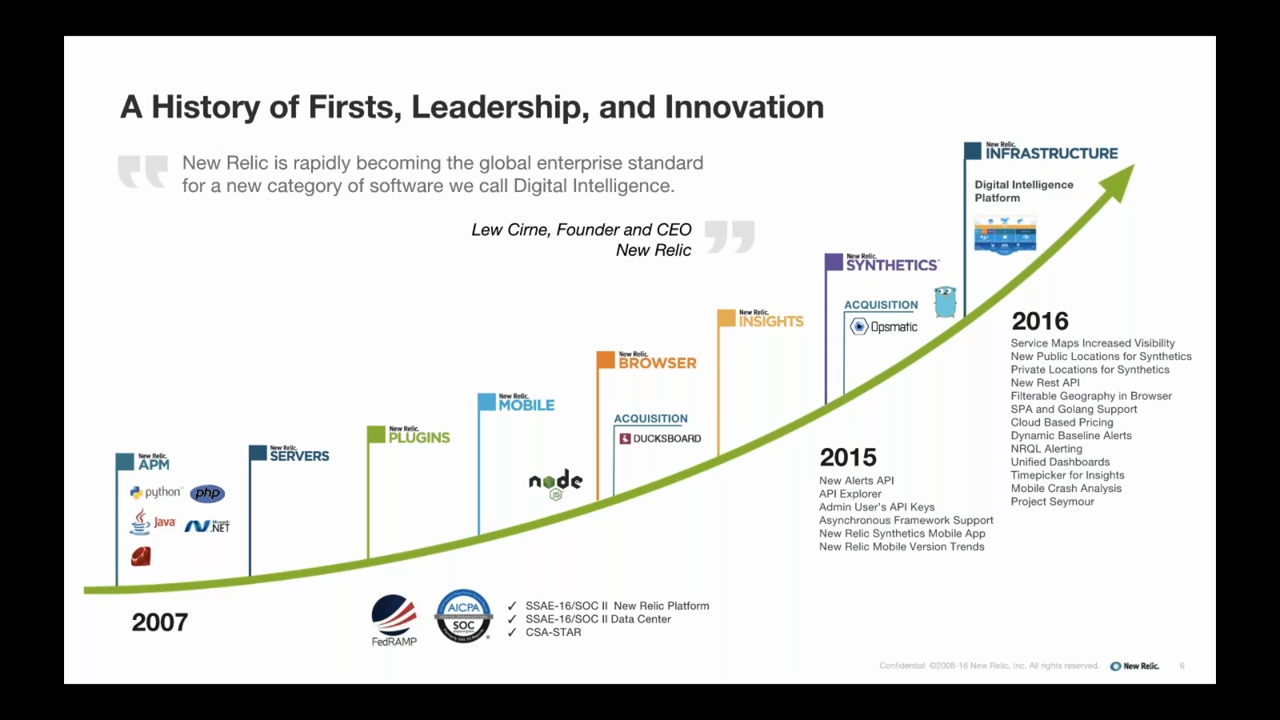 A History of Firsts, Leadership, and Innovation
New Relic is rapidly becoming the global enterprise standard
for a new category of software we call Digital Intelligence.
Lew Cirne, Founder and CEO
New Relic
New Relic.
APM
python
php
Java
Microsoft
.NET
New Relic.
SERVERS
New Relic.
PLUGINS
New Relic.
MOBILE
node
JS
New Relic.
BROWSER
ACQUISITION
DUCKSBOARD
New Relic.
INSIGHTS
New Relic.
SYNTHETICS
ACQUISITION
Opsmatic
New Relic.
INFRASTRUCTURE
Digital Intelligence
Platform
2007
2015
New Alerts API
API Explorer
Admin User's API Keys
Asynchronous Framework Support
New Relic Synthetics Mobile App
New Relic Mobile Version Trends
2016
Service Maps Increased Visibility
New Public Locations for Synthetics
Private Locations for Synthetics
New Rest API
Filterable Geography in Browser
SPA and Golang Support
Cloud Based Pricing
Dynamic Baseline Alerts
NRQL Alerting
Unified Dashboards
Timepicker for Insights
Mobile Crash Analysis
Project Seymour
FedRAMP
AICPA
SOC
✓ SSAE-16/SOC II New Relic Platform
✓ SSAE-16/SOC II Data Center
✓ CSA-STAR
Confidential ©2008-16 New Relic, Inc. All rights reserved. New Relic. 6